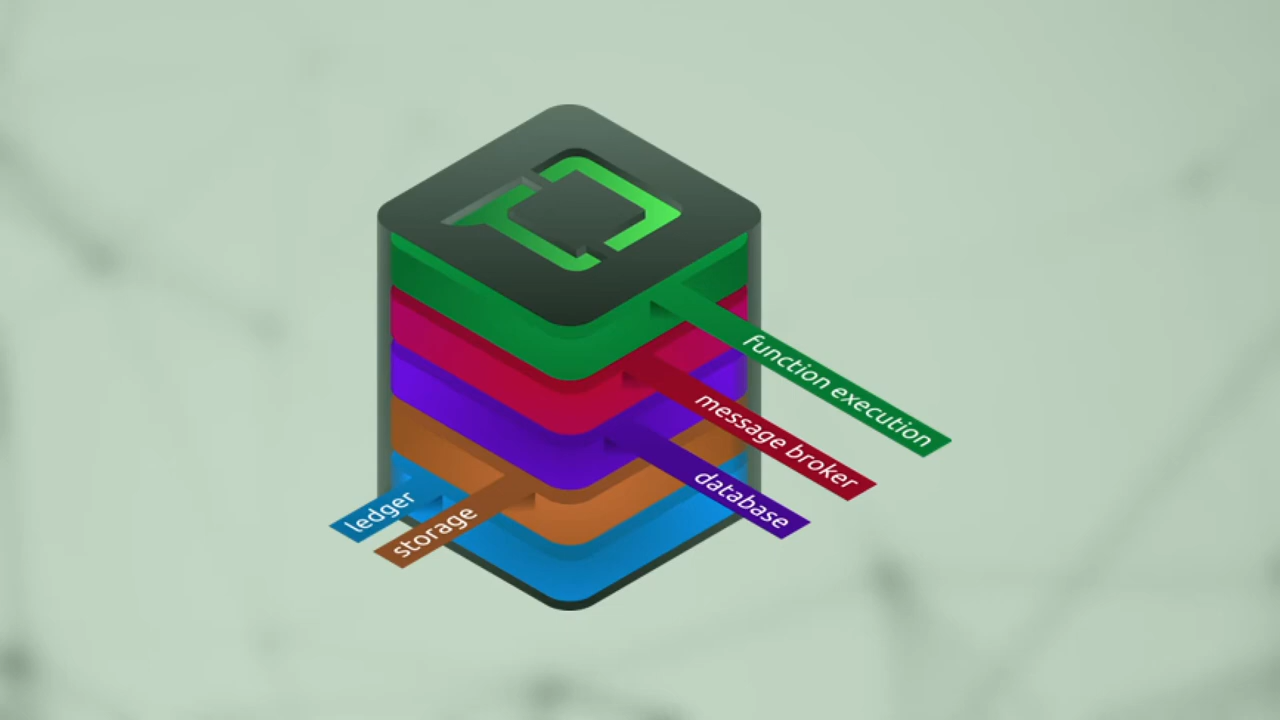 function execution
message broker
database
storage
ledger